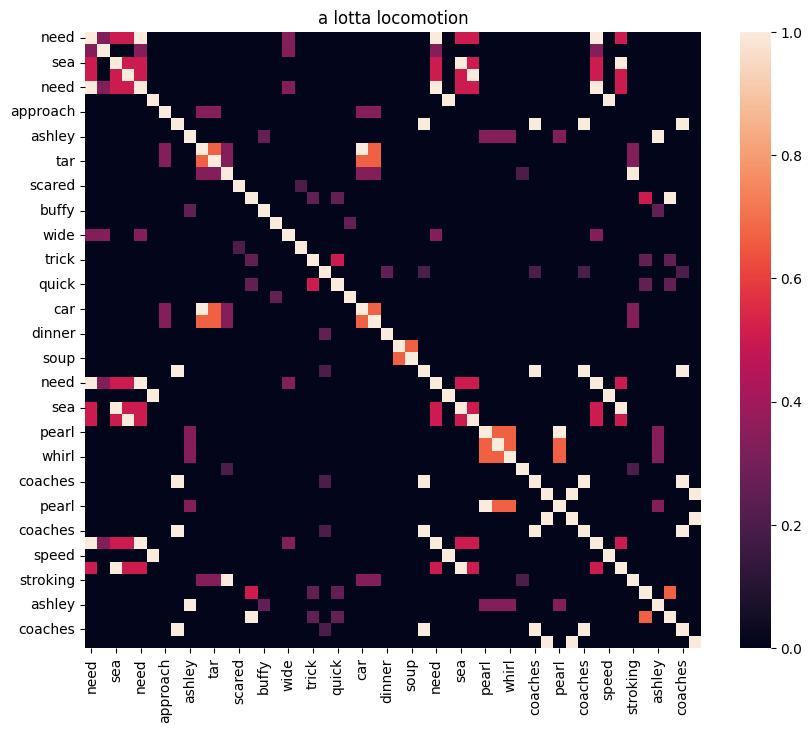 a lotta locomotion
need
sea
need
approach
ashley
tar
scared
buffy
wide
trick
quick
car
dinner
soup
need
sea
pearl
whirl
coaches
pearl
coaches
speed
stroking
ashley
coaches
1.0
0.8
0.6
0.4
0.2
0.0
need
sea
need
approach
ashley
tar
scared
buffy
wide
trick
quick
car
dinner
soup
need
sea
pearl
whirl
coaches
pearl
coaches
speed
stroking
ashley
coaches